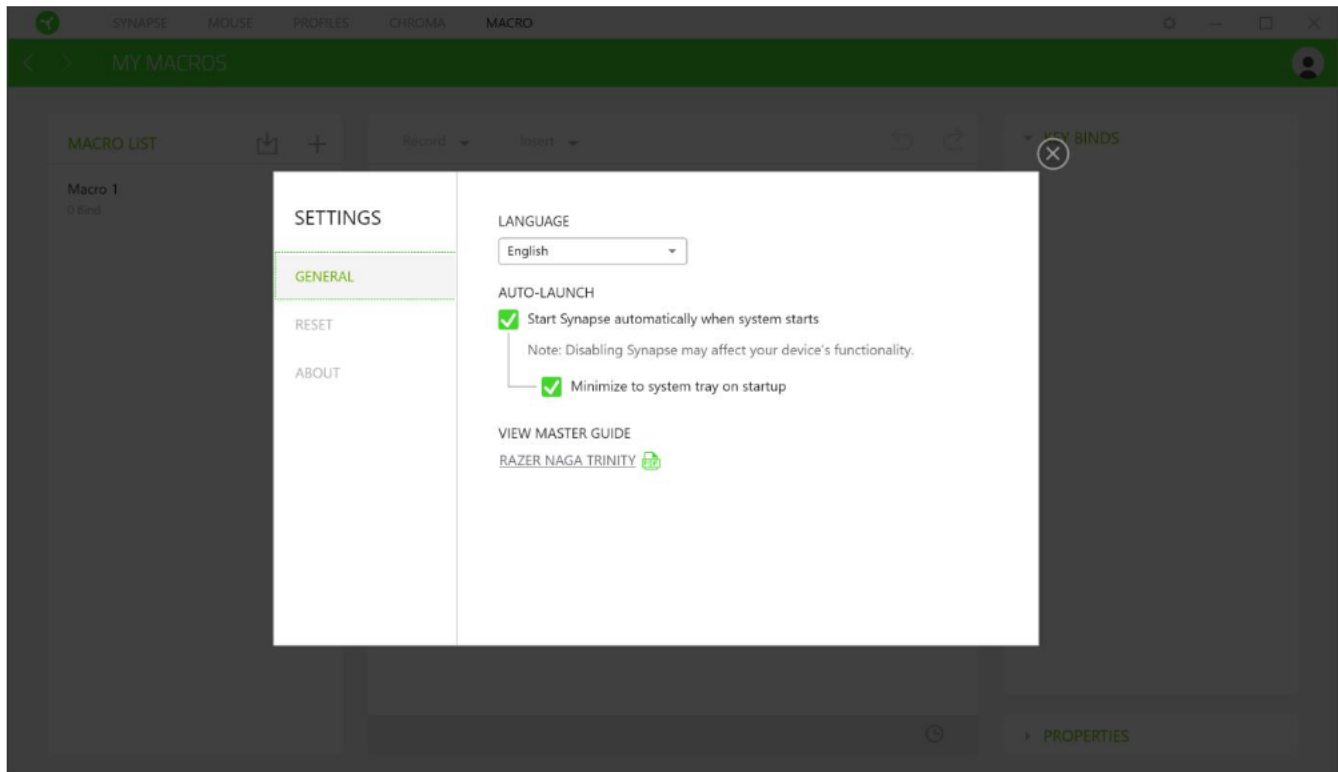 SYNAPSE MOUSE PROFILES CHROMA MACRO
MY MACROS
MACRO LIST
Record Insert
KEY BINDS
Macro 1
0 Bind
SETTINGS
GENERAL
RESET
ABOUT
LANGUAGE
English
AUTO-LAUNCH
Start Synapse automatically when system starts
Note: Disabling Synapse may affect your device's functionality.
Minimize to system tray on startup
VIEW MASTER GUIDE
RAZER NAGA TRINITY PDF
PROPERTIES